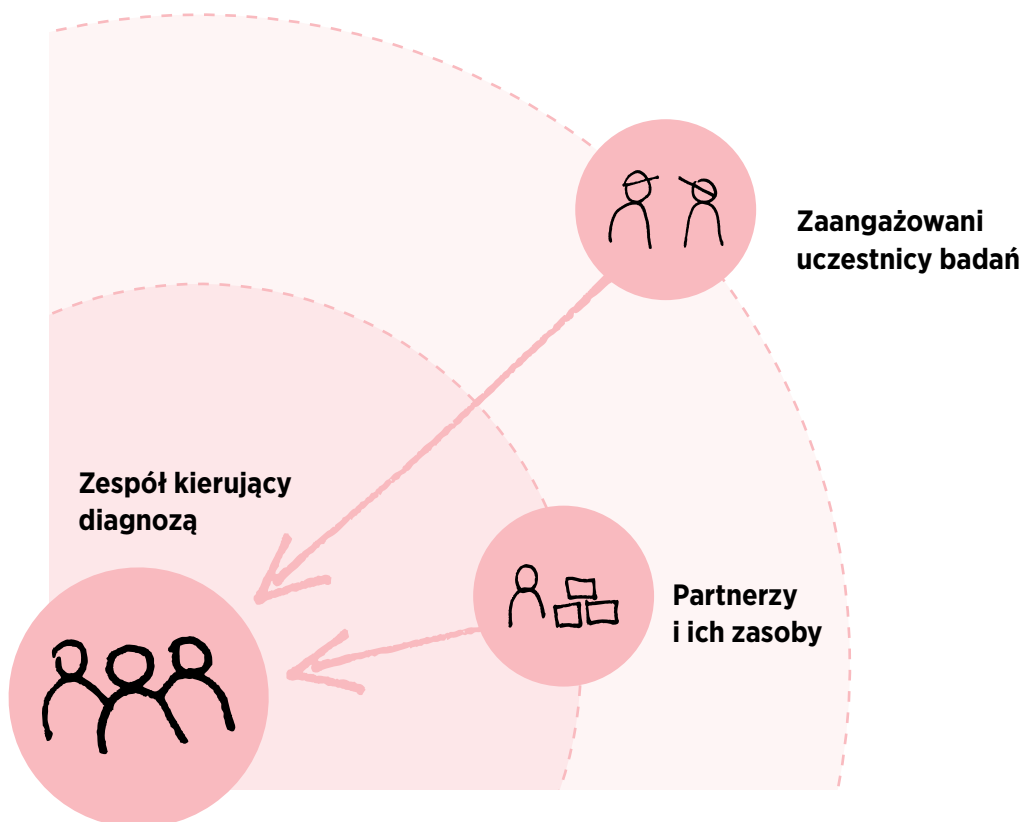 Zaangażowani
uczestnicy badań
Zespół kierujący
diagnozą
Partnerzy
i ich zasoby